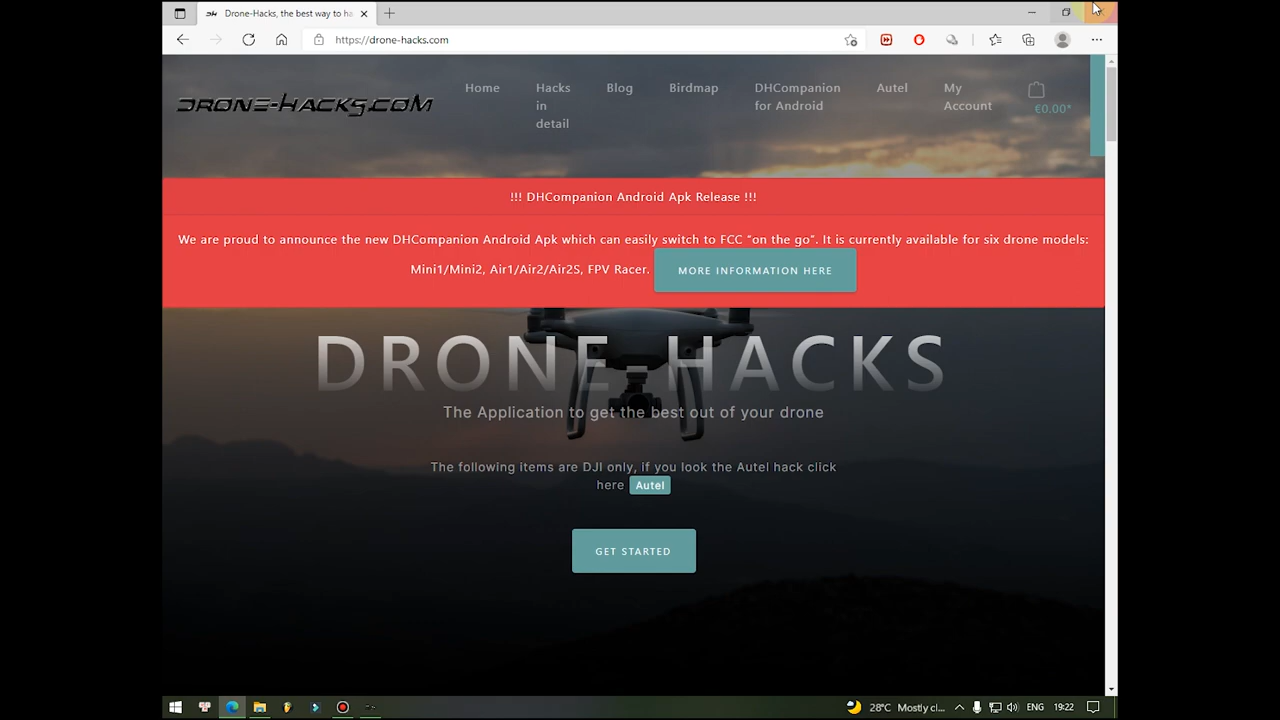 Drone-Hacks, the best way to ha
https://drone-hacks.com
DRONE-HACKS.COM
Home
Hacks
in
detail
Blog
Birdmap
DHCompanion
for Android
Autel
My
Account
€0.00*
!!! DHCompanion Android Apk Release !!!
We are proud to announce the new DHCompanion Android Apk which can easily switch to FCC "on the go". It is currently available for six drone models:
Mini1/Mini2, Air1/Air2/Air2S, FPV Racer. MORE INFORMATION HERE
DRONE-HACKS
The Application to get the best out of your drone
The following items are DJI only, if you look the Autel hack click
here Autel
GET STARTED
28°C Mostly cl... ENG 19:22